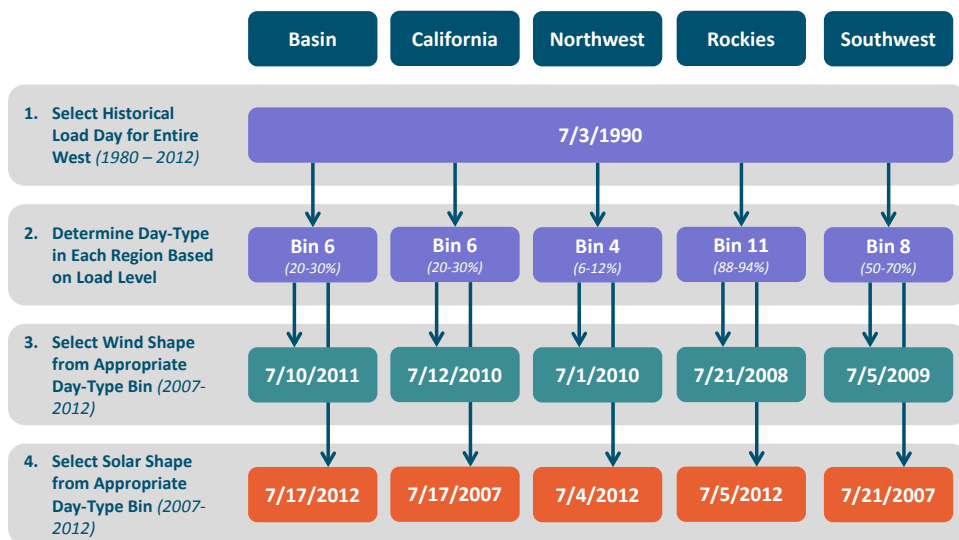 Basin
California
Northwest
Rockies
Southwest
1. Select Historical
Load Day for Entire
West (1980 – 2012)
7/3/1990
2. Determine Day-Type
in Each Region Based
on Load Level
Bin 6
(20-30%)
Bin 6
(20-30%)
Bin 4
(6-12%)
Bin 11
(88-94%)
Bin 8
(50-70%)
3. Select Wind Shape
from Appropriate
Day-Type Bin (2007-
2012)
7/10/2011
7/12/2010
7/1/2010
7/21/2008
7/5/2009
4. Select Solar Shape
from Appropriate
Day-Type Bin (2007-
2012)
7/17/2012
7/17/2007
7/4/2012
7/5/2012
7/21/2007